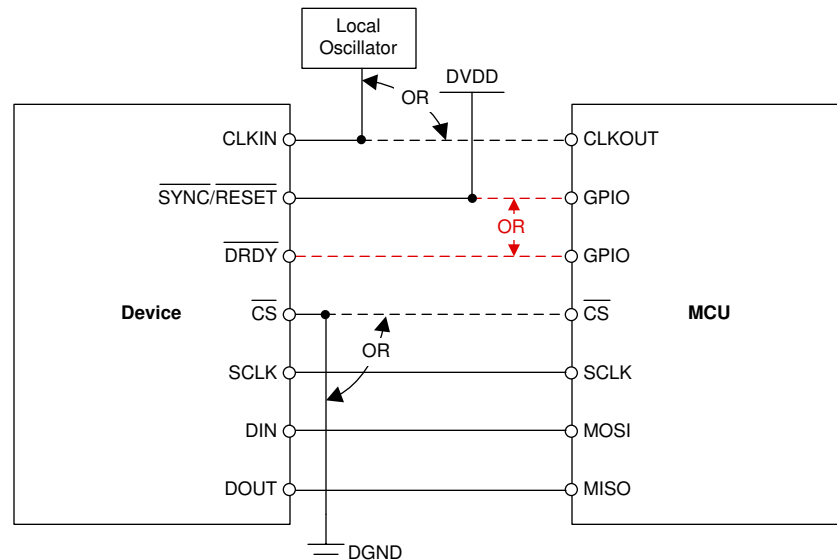 Local
Oscillator
OR
DVDD
CLKIN
CLKOUT
SYNC/RESET
GPIO
OR
DRDY
GPIO
Device
CS
CS
MCU
OR
SCLK
SCLK
DIN
MOSI
DOUT
MISO
DGND